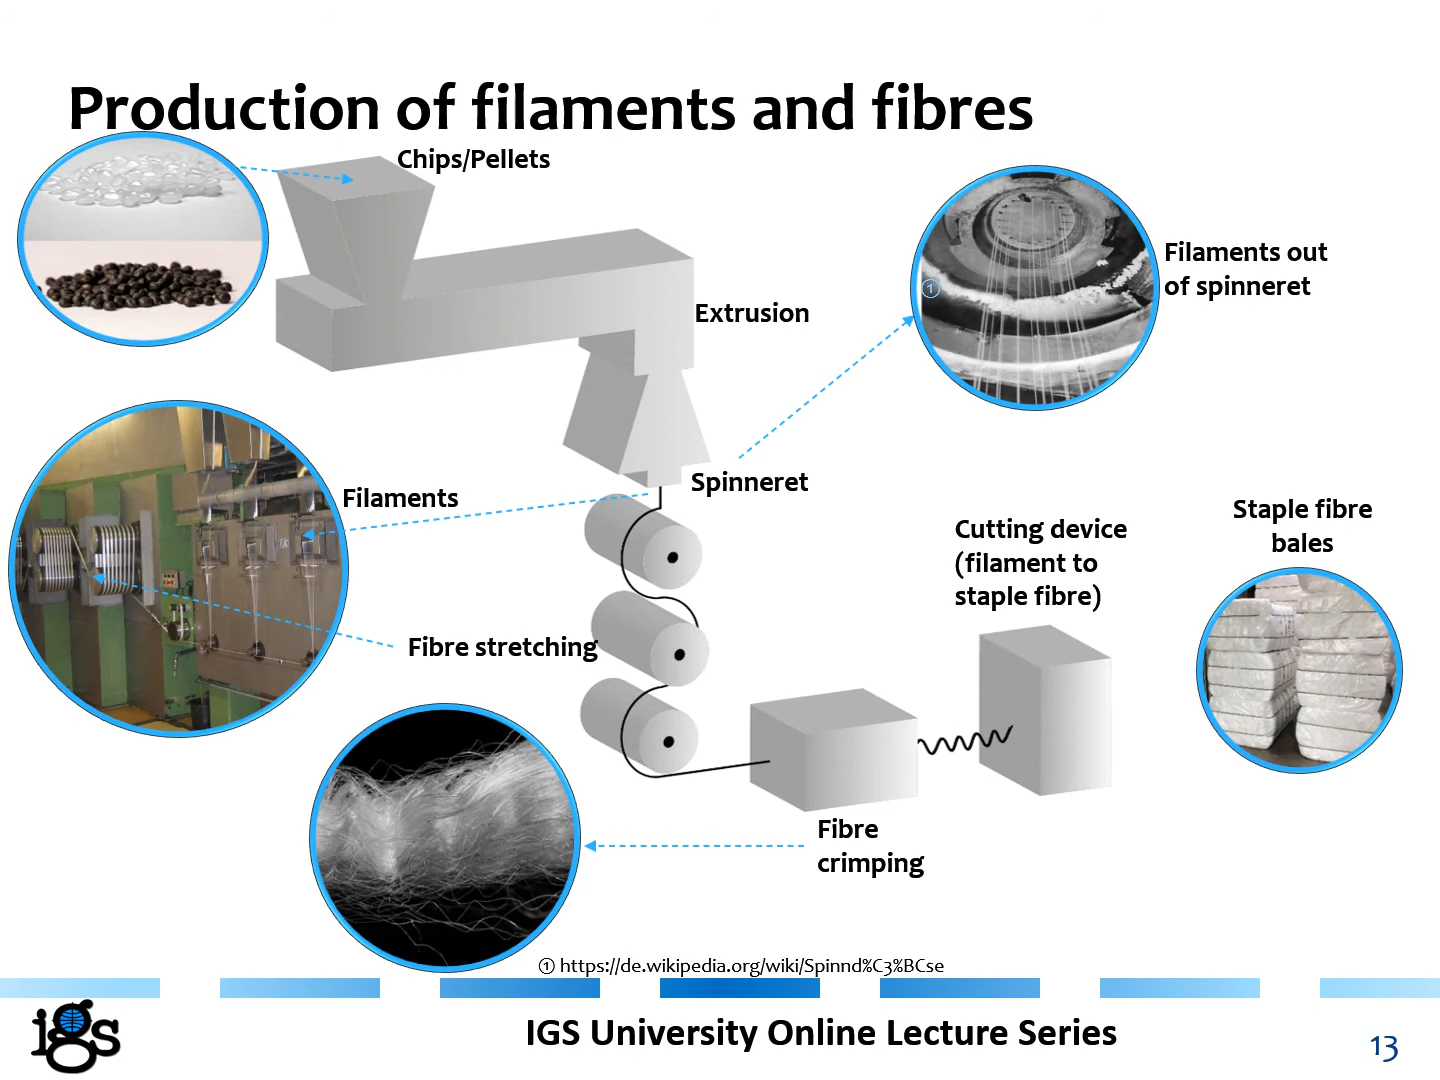 Production of filaments and fibres
Chips/Pellets
Extrusion
Filaments out
of spinneret
①
Spinneret
Filaments
Cutting device
(filament to
staple fibre)
Staple fibre
bales
Fibre stretching
Fibre
crimping
① https://de.wikipedia.org/wiki/Spinnd%C3%BCse
igs
IGS University Online Lecture Series
13